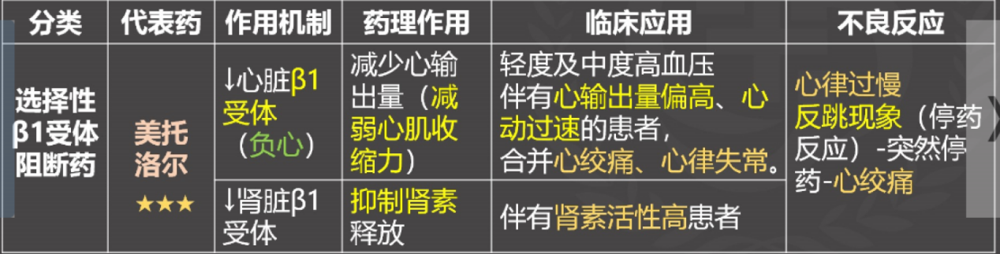 分类
代表药
作用机制
药理作用
临床应用
不良反应
选择性
β1受体
阻断药
美托
洛尔
★★★
↓心脏β1
受体
（负心）
减少心输
出量（减
弱心肌收
缩力）
轻度及中度高血压
伴有心输出量偏高、心
动过速的患者，
合并心绞痛、心律失常。
心律过慢
反跳现象（停药
反应）-突然停
药-心绞痛
↓肾脏β1
受体
抑制肾素
释放
伴有肾素活性高患者